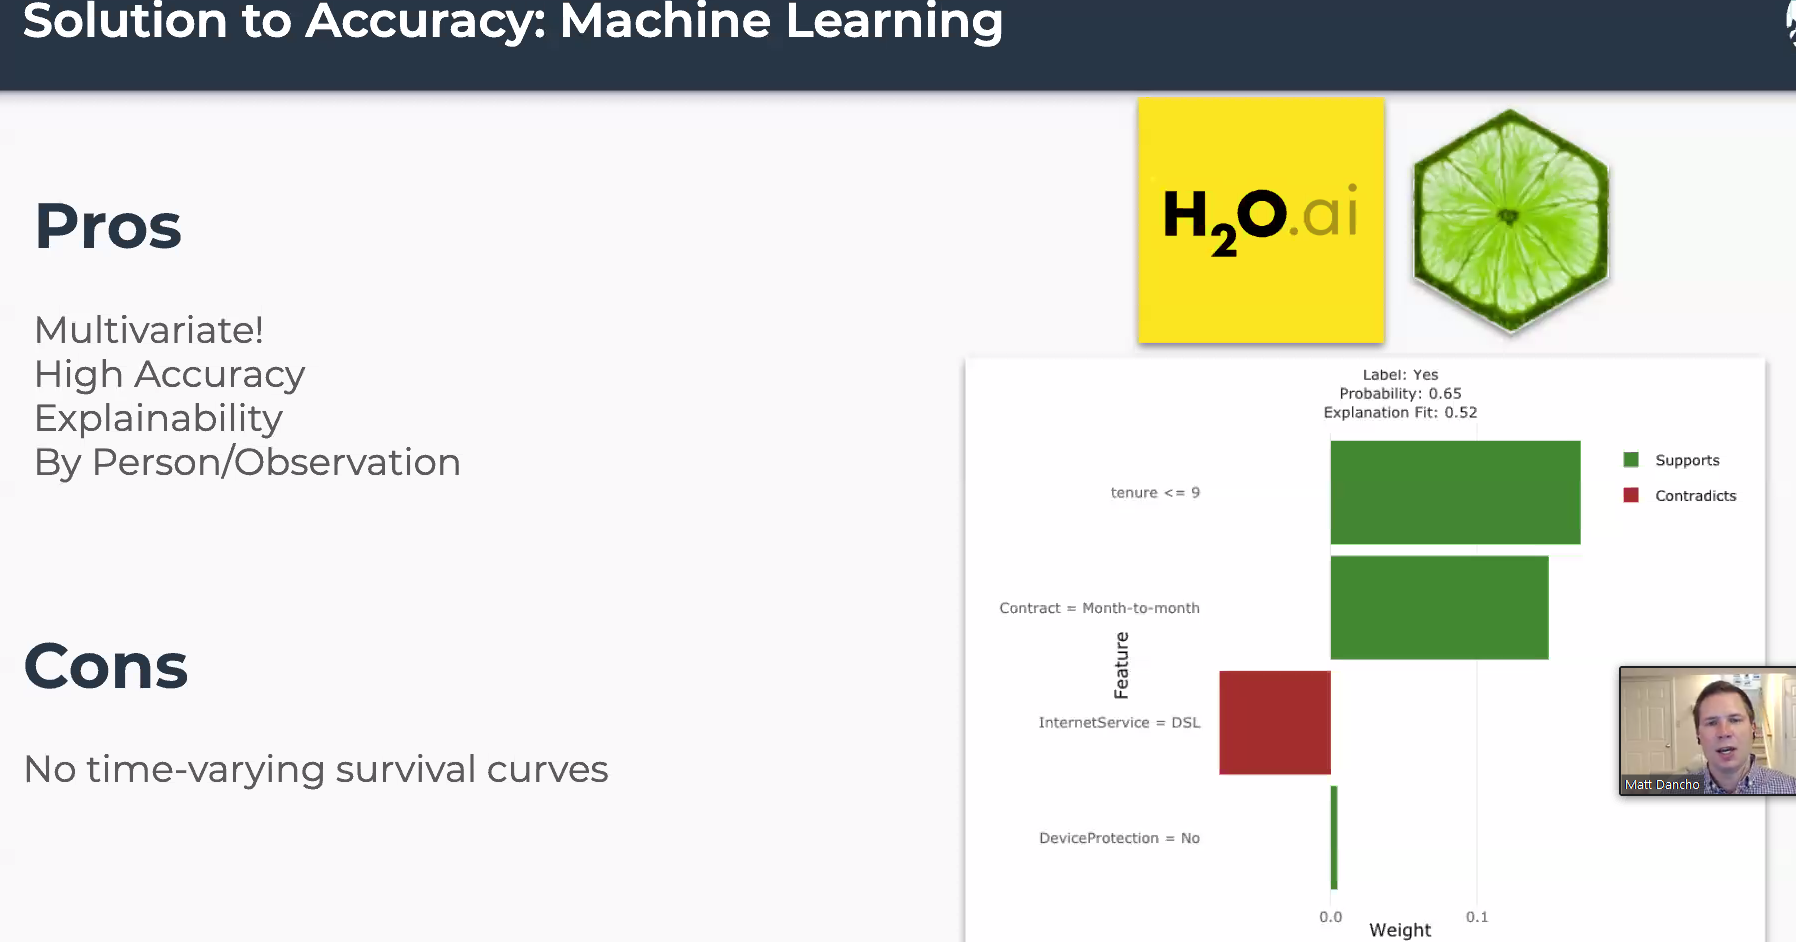 Solution to Accuracy: Machine Learning
H2O.ai
Pros
Multivariate!
High Accuracy
Explainability
By Person/Observation
Cons
No time-varying survival curves
Label: Yes
Probability: 0.65
Explanation Fit: 0.52
Supports
Contradicts
tenure <= 9
Contract = Month-to-month
Feature
InternetService = DSL
DeviceProtection = No
0.0
0.1
Weight
Matt Dancho